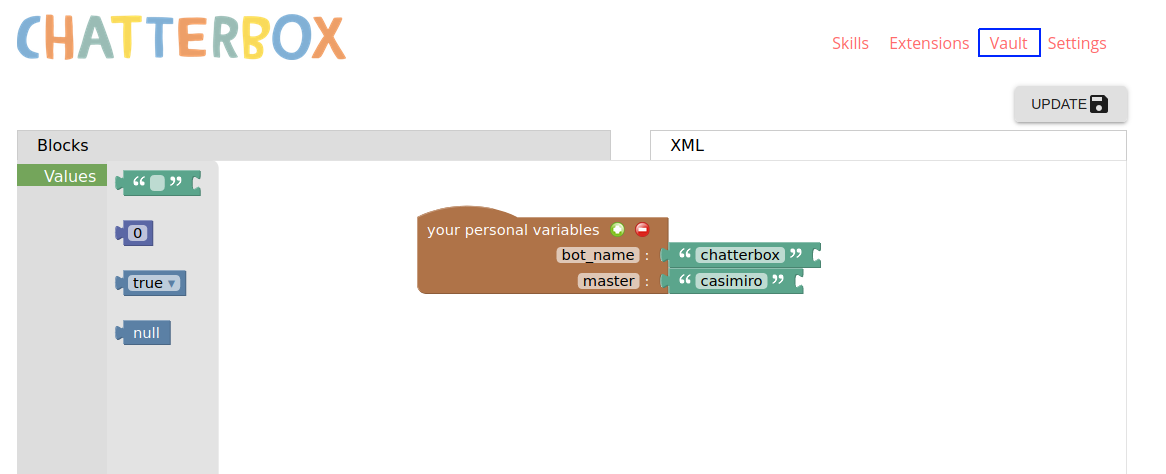 CHATTERBOX
Skills Extensions Vault Settings
UPDATE
Blocks XML
Values
“ ”
0
true ▾
null
your personal variables
bot_name : “ chatterbox ”
master : “ casimiro ”